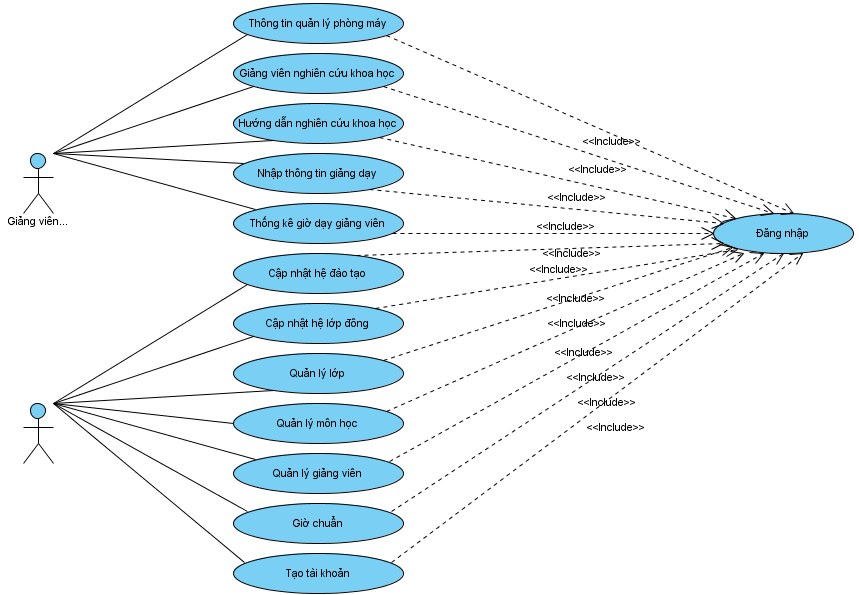 Thông tin quản lý phòng máy
Giảng viên nghiên cứu khoa học
Hướng dẫn nghiên cứu khoa học
Nhập thông tin giảng dạy
Thống kê giờ dạy giảng viên
Giảng viên...
Cập nhật hệ đảo tạo
Cập nhật hệ lớp đông
Quản lý lớp
Quản lý môn học
Quản lý giảng viên
Giờ chuẩn
Tạo tài khoản
<<Include>>
<<Include>>
<<Include>>
<<Include>>
<<Include>>
<<Include>>
<<Include>>
<<Include>>
<<Include>>
<<Include>>
<<Include>>
<<Include>>
Đăng nhập